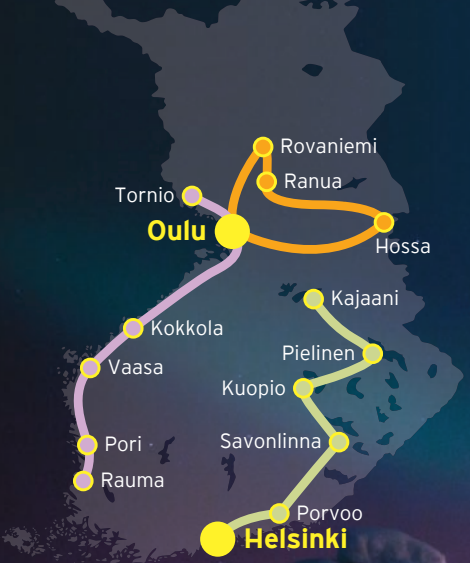 Rovaniemi
Ranua
Tornio
Oulu
Hossa
Kajaani
Kokkola
Pielinen
Vaasa
Kuopio
Savonlinna
Pori
Rauma
Porvoo
Helsinki